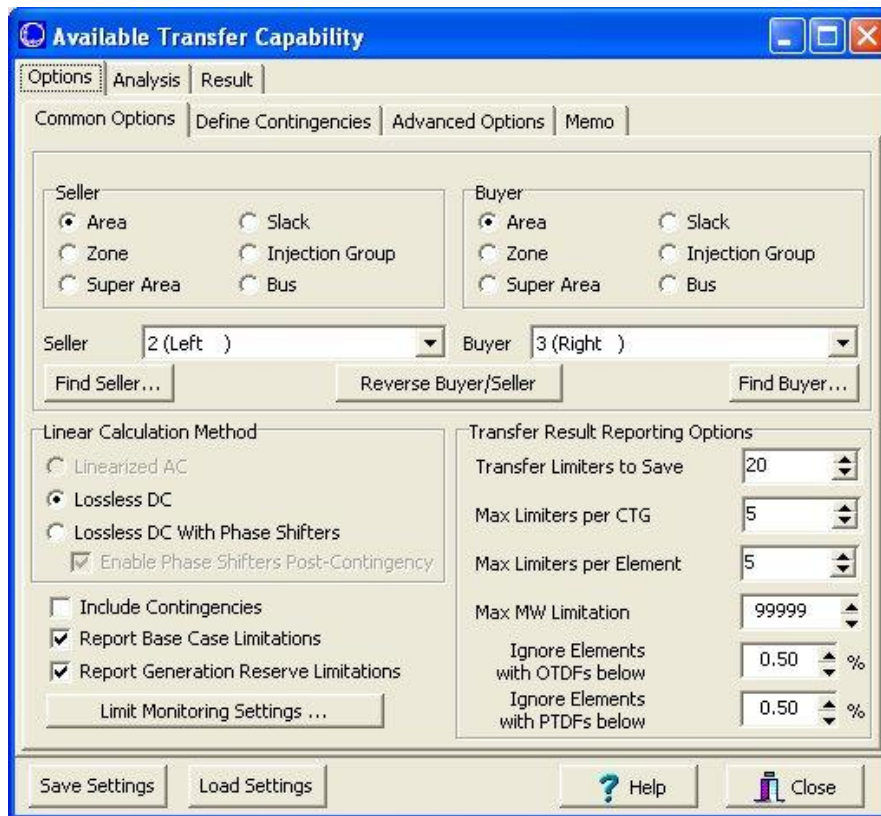 Available Transfer Capability
Options Analysis Result
Common Options Define Contingencies Advanced Options Memo
Seller
Area Slack
Zone Injection Group
Super Area Bus
Buyer
Area Slack
Zone Injection Group
Super Area Bus
Seller 2 (Left )
Buyer 3 (Right )
Find Seller... Reverse Buyer/Seller Find Buyer...
Linear Calculation Method
Linearized AC
Lossless DC
Lossless DC With Phase Shifters
Enable Phase Shifters Post-Contingency
Include Contingencies
Report Base Case Limitations
Report Generation Reserve Limitations
Limit Monitoring Settings ...
Transfer Result Reporting Options
Transfer Limiters to Save 20
Max Limiters per CTG 5
Max Limiters per Element 5
Max MW Limitation 99999
Ignore Elements
with OTDFs below 0.50 %
Ignore Elements
with PTDFs below 0.50 %
Save Settings Load Settings ? Help Close